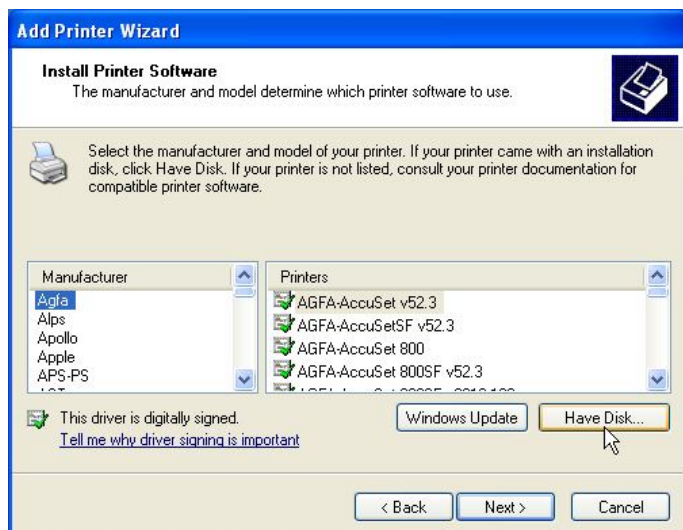 Add Printer Wizard
Install Printer Software
The manufacturer and model determine which printer software to use.
Select the manufacturer and model of your printer. If your printer came with an installation
disk, click Have Disk. If your printer is not listed, consult your printer documentation for
compatible printer software.
Manufacturer
Agfa
Alps
Apollo
Apple
APS-PS
Printers
AGFA-AccuSet v52.3
AGFA-AccuSetSF v52.3
AGFA-AccuSet 800
AGFA-AccuSet 800SF v52.3
This driver is digitally signed.
Tell me why driver signing is important
Windows Update
Have Disk...
< Back
Next >
Cancel